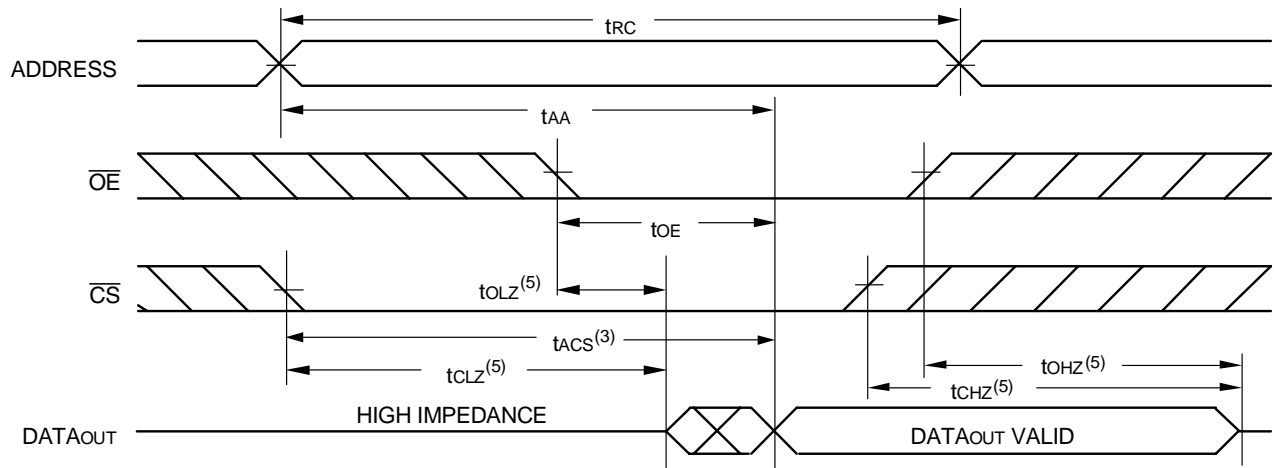 tRC
ADDRESS
tAA
OE
tOE
CS
tOLZ(5)
tACS(3)
tCLZ(5)
tOHZ(5)
tCHZ(5)
HIGH IMPEDANCE
DATAOUT
DATAOUT VALID